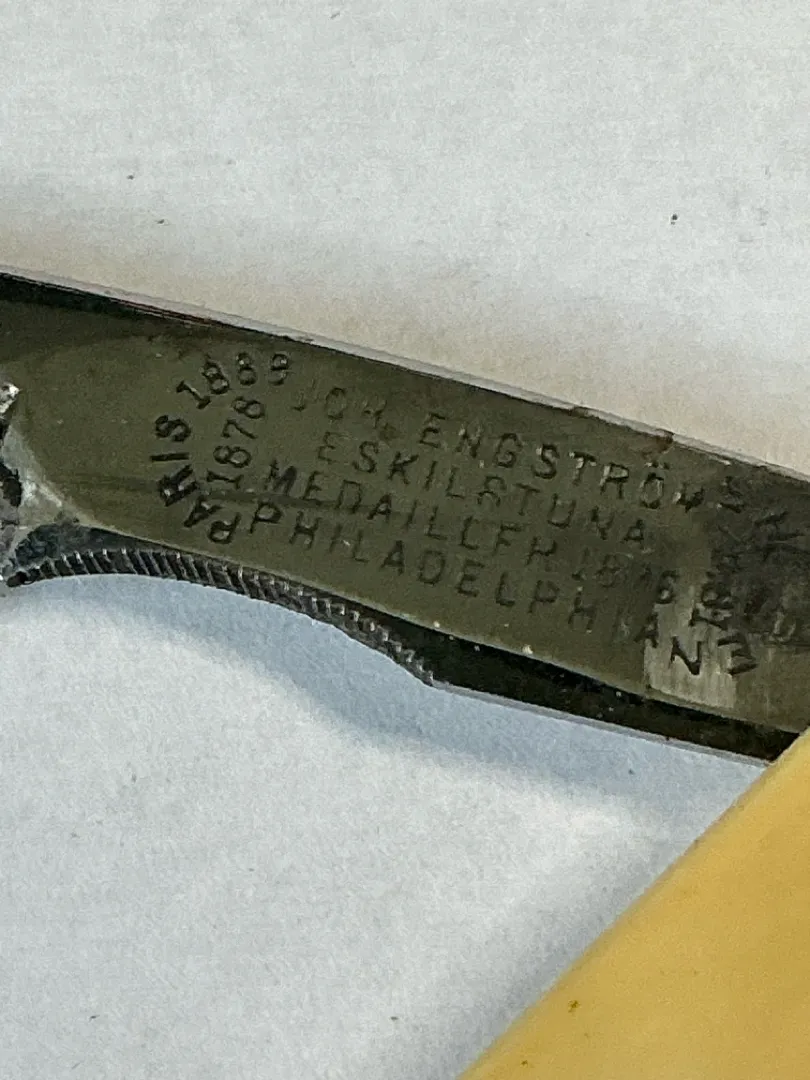 PARIS 1889
1878
JOH. ENGSTRÖM
ESKILSTUNA
MEDAILLER 1876
PHILADELPHIA